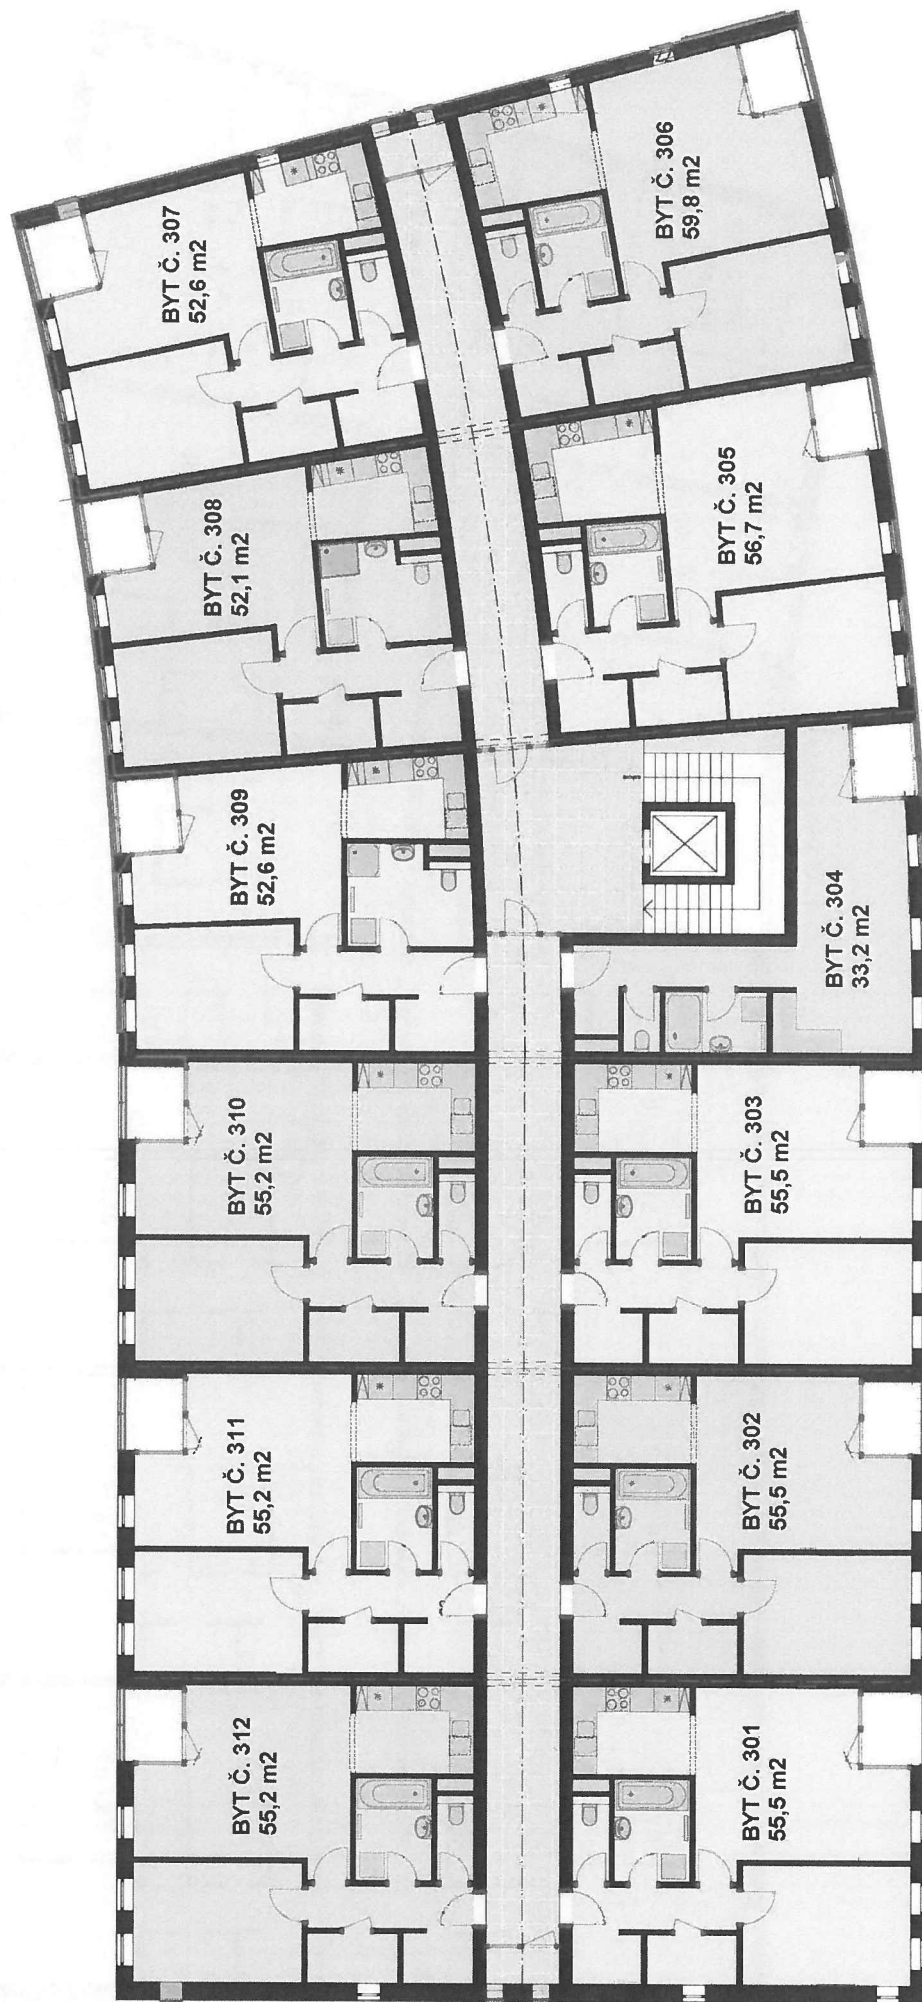 BYT Č. 307
52,6 m2
BYT Č. 306
59,8 m2
BYT Č. 308
52,1 m2
BYT Č. 305
56,7 m2
BYT Č. 309
52,6 m2
BYT Č. 304
33,2 m2
BYT Č. 310
55,2 m2
BYT Č. 303
55,5 m2
BYT Č. 311
55,2 m2
BYT Č. 302
55,5 m2
BYT Č. 312
55,2 m2
BYT Č. 301
55,5 m2